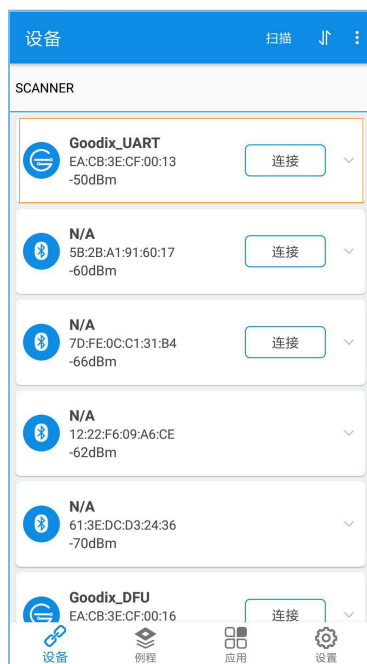 设备 扫描
SCANNER
Goodix_UART
EA:CB:3E:CF:00:13
-50dBm
连接
N/A
5B:2B:A1:91:60:17
-60dBm
连接
N/A
7D:FE:0C:C1:31:B4
-66dBm
连接
N/A
12:22:F6:09:A6:CE
-62dBm
N/A
61:3E:DC:D3:24:36
-70dBm
Goodix_DFU
EA:CB:3E:CF:00:16
连接
设备 例程 应用 设置